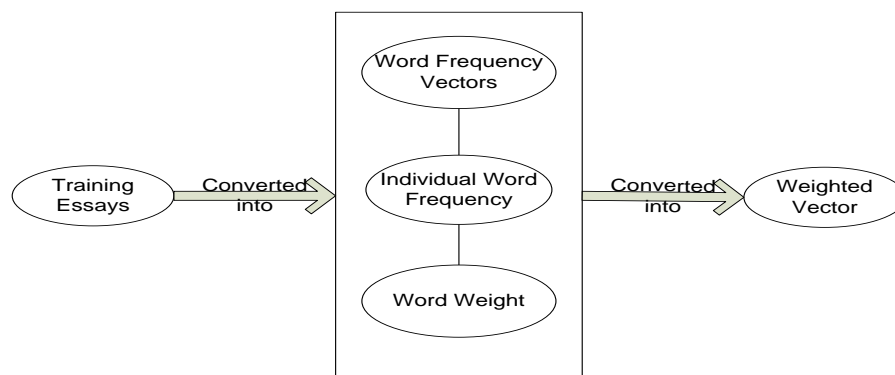 Training
Essays
Converted
into
Word Frequency
Vectors
Individual Word
Frequency
Word Weight
Converted
into
Weighted
Vector